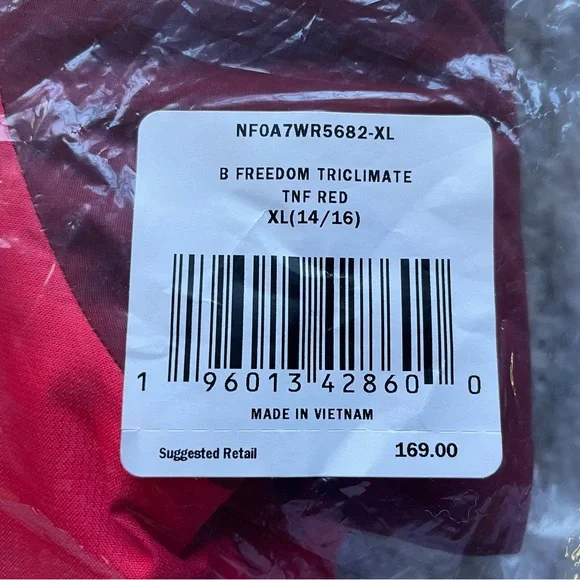 NF0A7WR5682-XL
B FREEDOM TRICLIMATE
TNF RED
XL(14/16)
1 96013 42860 0
MADE IN VIETNAM
Suggested Retail 169.00